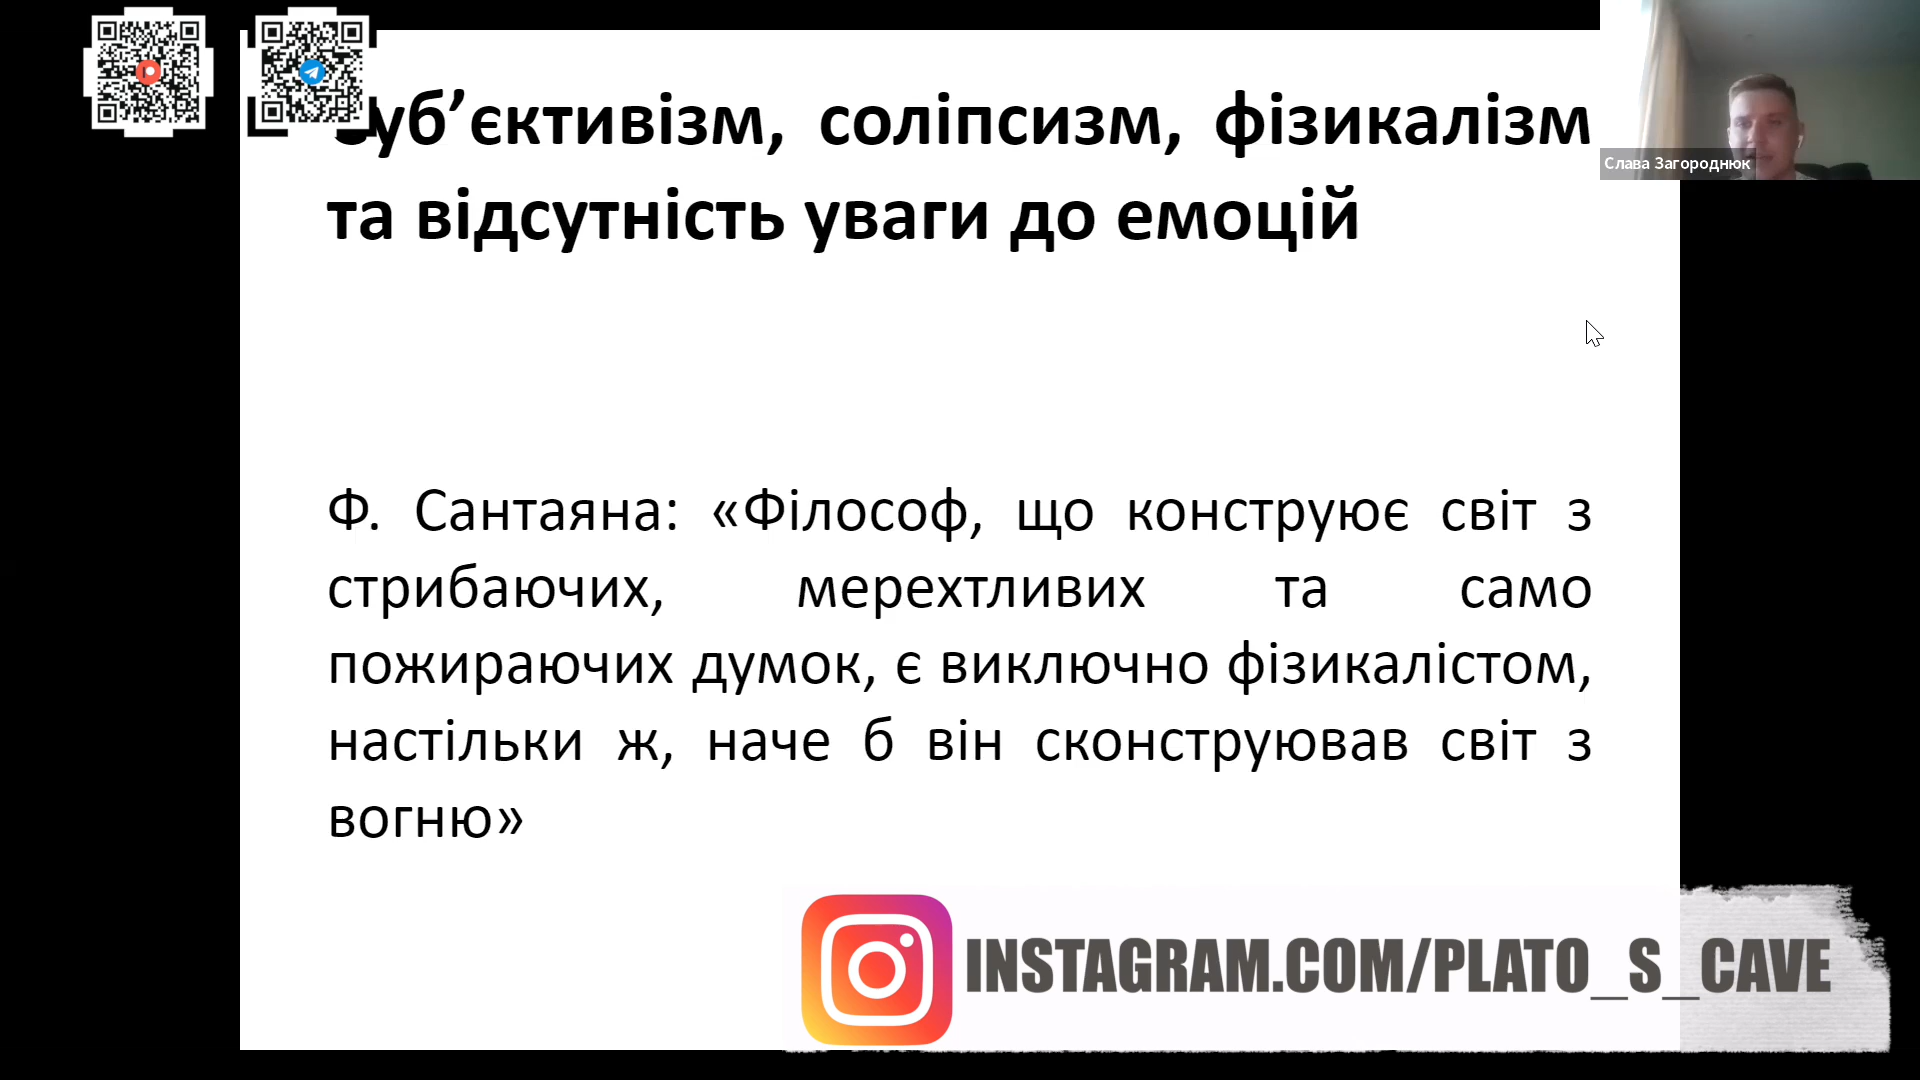 Суб’єктивізм, соліпсизм, фізикалізм
та відсутність уваги до емоцій
Слава Загороднюк
Ф. Сантаяна: «Філософ, що конструює світ з
стрибаючих, мерехтливих та само
пожираючих думок, є виключно фізикалістом,
настільки ж, наче б він сконструював світ з
вогню»
INSTAGRAM.COM/PLATO_S_CAVE